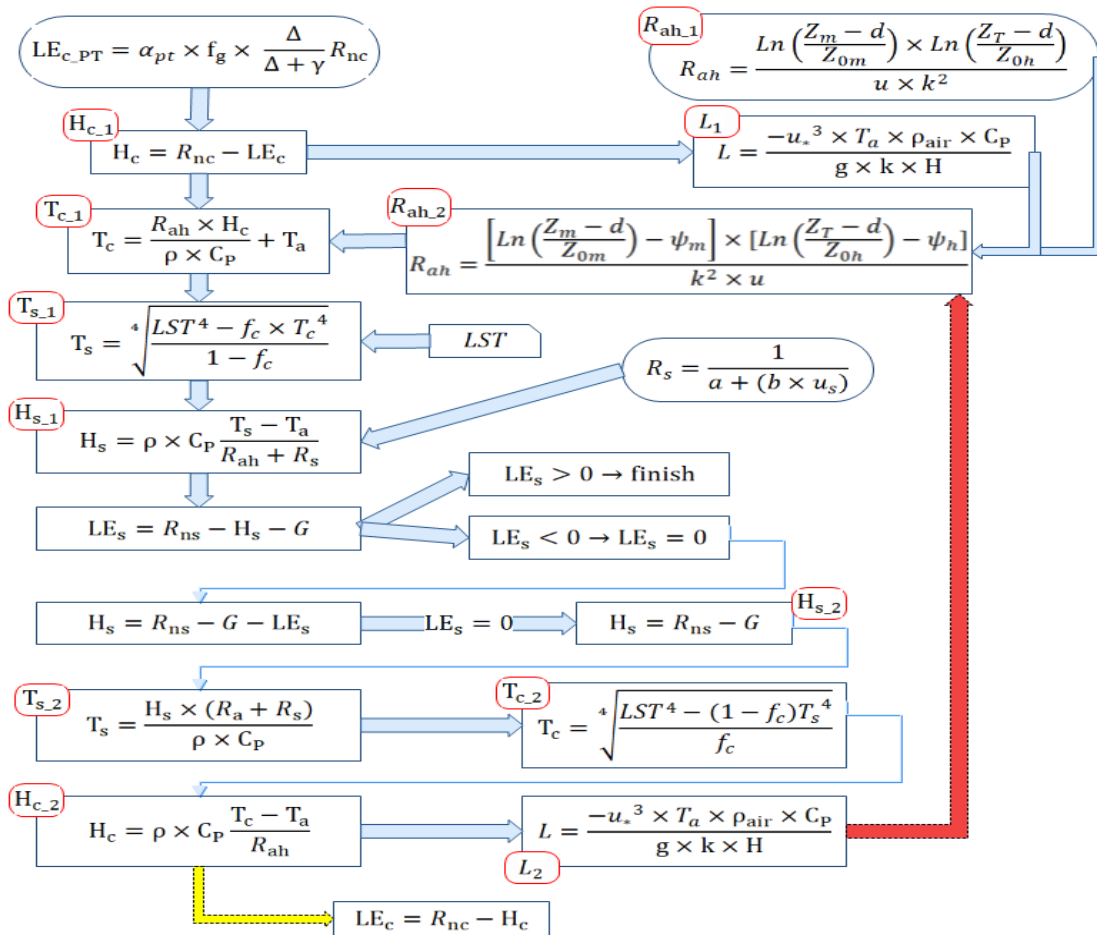 LE_c_PT = α_pt × f_g × Δ/(Δ + γ) R_nc
R_ah_1
R_ah = (Ln((Z_m − d)/Z_0m) × Ln((Z_T − d)/Z_0h))/(u × k²)
H_c_1
H_c = R_nc − LE_c
L_1
L = (−u_*³ × T_a × ρ_air × C_P)/(g × k × H)
T_c_1
T_c = (R_ah × H_c)/(ρ × C_P) + T_a
R_ah_2
R_ah = ([Ln((Z_m − d)/Z_0m) − ψ_m] × [Ln((Z_T − d)/Z_0h) − ψ_h])/(k² × u)
T_s_1
T_s = ⁴√((LST⁴ − f_c × T_c⁴)/(1 − f_c))
LST
R_s = 1/(a + (b × u_s))
H_s_1
H_s = ρ × C_P (T_s − T_a)/(R_ah + R_s)
LE_s > 0 → finish
LE_s = R_ns − H_s − G
LE_s < 0 → LE_s = 0
H_s = R_ns − G − LE_s
LE_s = 0
H_s_2
H_s = R_ns − G
T_s_2
T_s = (H_s × (R_a + R_s))/(ρ × C_P)
T_c_2
T_c = ⁴√((LST⁴ − (1 − f_c)T_s⁴)/f_c)
H_c_2
H_c = ρ × C_P (T_c − T_a)/R_ah
L = (−u_*³ × T_a × ρ_air × C_P)/(g × k × H)
L_2
LE_c = R_nc − H_c